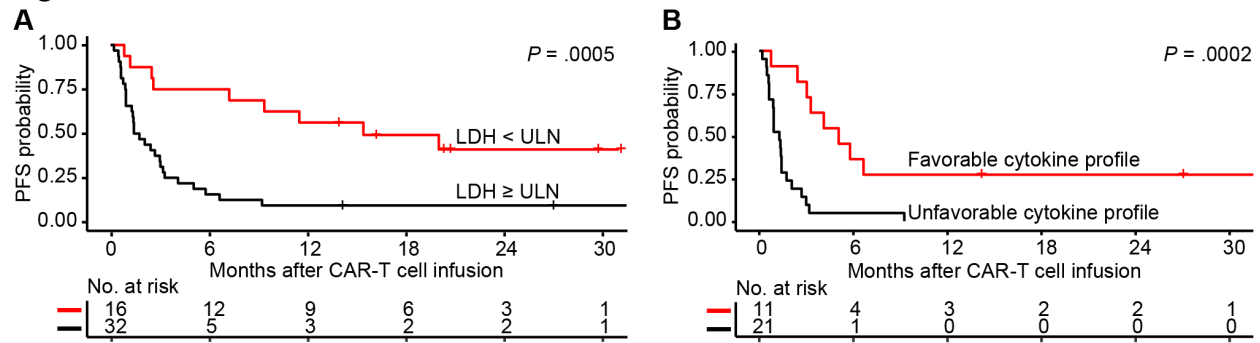 A
P = .0005
1.00
0.75
0.50
0.25
0.00
PFS probability
LDH < ULN
LDH ≥ ULN
0 6 12 18 24 30
Months after CAR-T cell infusion
No. at risk
16 12 9 6 3 1
32 5 3 2 2 1
B
P = .0002
1.00
0.75
0.50
0.25
0.00
PFS probability
Favorable cytokine profile
Unfavorable cytokine profile
0 6 12 18 24 30
Months after CAR-T cell infusion
No. at risk
11 4 3 2 2 1
21 1 0 0 0 0